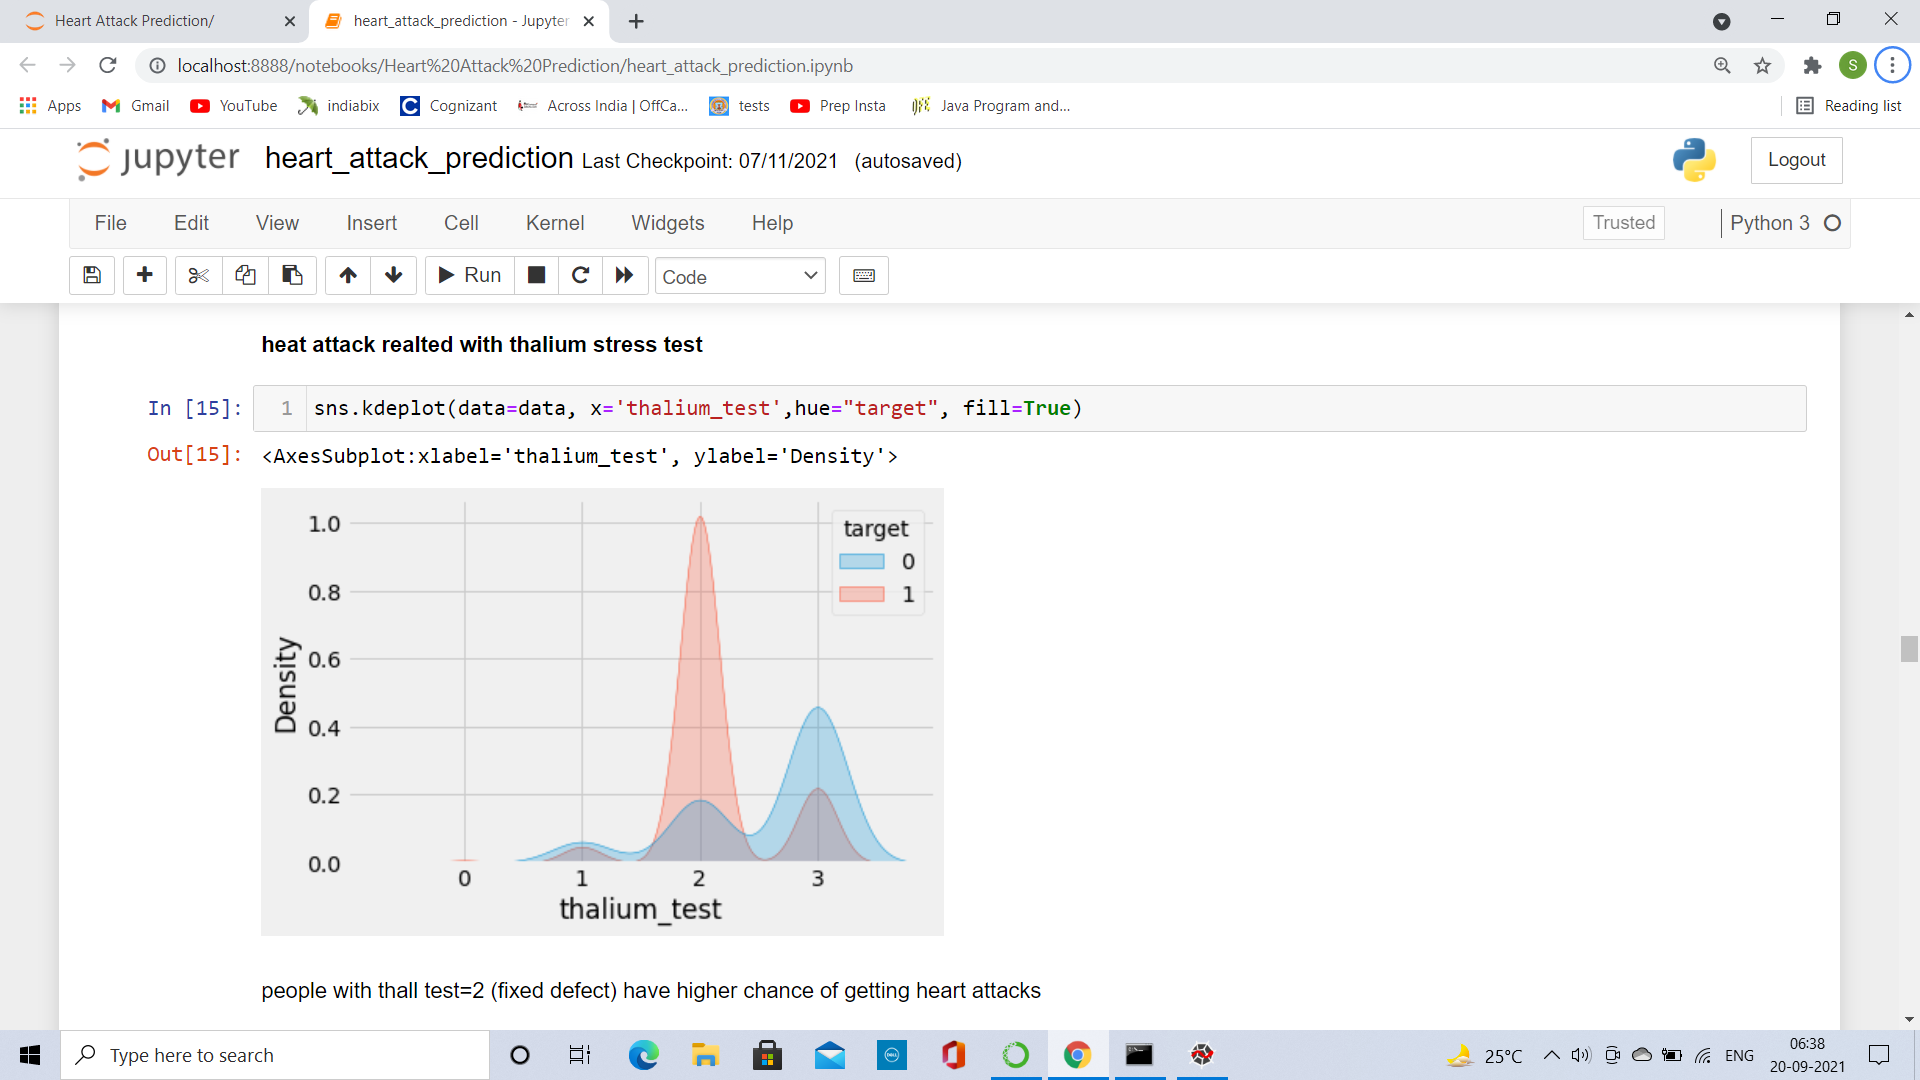 Heart Attack Prediction/
heart_attack_prediction - Jupyter
localhost:8888/notebooks/Heart%20Attack%20Prediction/heart_attack_prediction.ipynb
S
Apps Gmail YouTube indiabix Cognizant Across India | OffCa... tests Prep Insta Java Program and... Reading list
jupyter heart_attack_prediction Last Checkpoint: 07/11/2021 (autosaved)
Logout
File Edit View Insert Cell Kernel Widgets Help
Trusted
Python 3
Run
Code
heat attack realted with thalium stress test
In [15]: 1 sns.kdeplot(data=data, x='thalium_test',hue="target", fill=True)
Out[15]: <AxesSubplot:xlabel='thalium_test', ylabel='Density'>
1.0
0.8
0.6
0.4
0.2
0.0
Density
target
0
1
0 1 2 3
thalium_test
people with thall test=2 (fixed defect) have higher chance of getting heart attacks
Type here to search
25°C
ENG
06:38
20-09-2021